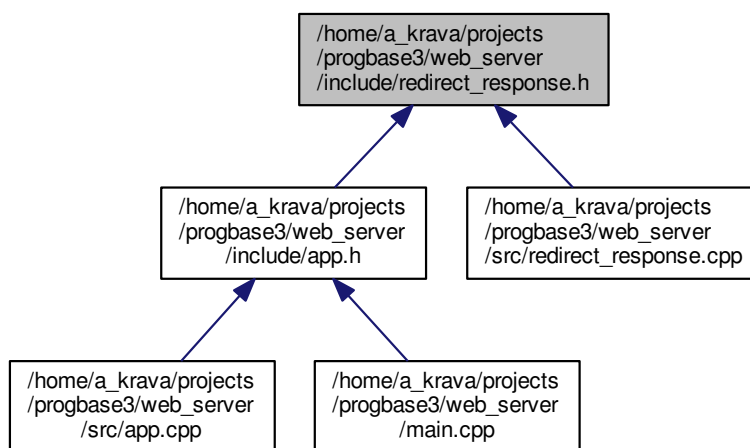 /home/a_krava/projects
/progbase3/web_server
/include/redirect_response.h
/home/a_krava/projects
/progbase3/web_server
/include/app.h
/home/a_krava/projects
/progbase3/web_server
/src/redirect_response.cpp
/home/a_krava/projects
/progbase3/web_server
/src/app.cpp
/home/a_krava/projects
/progbase3/web_server
/main.cpp